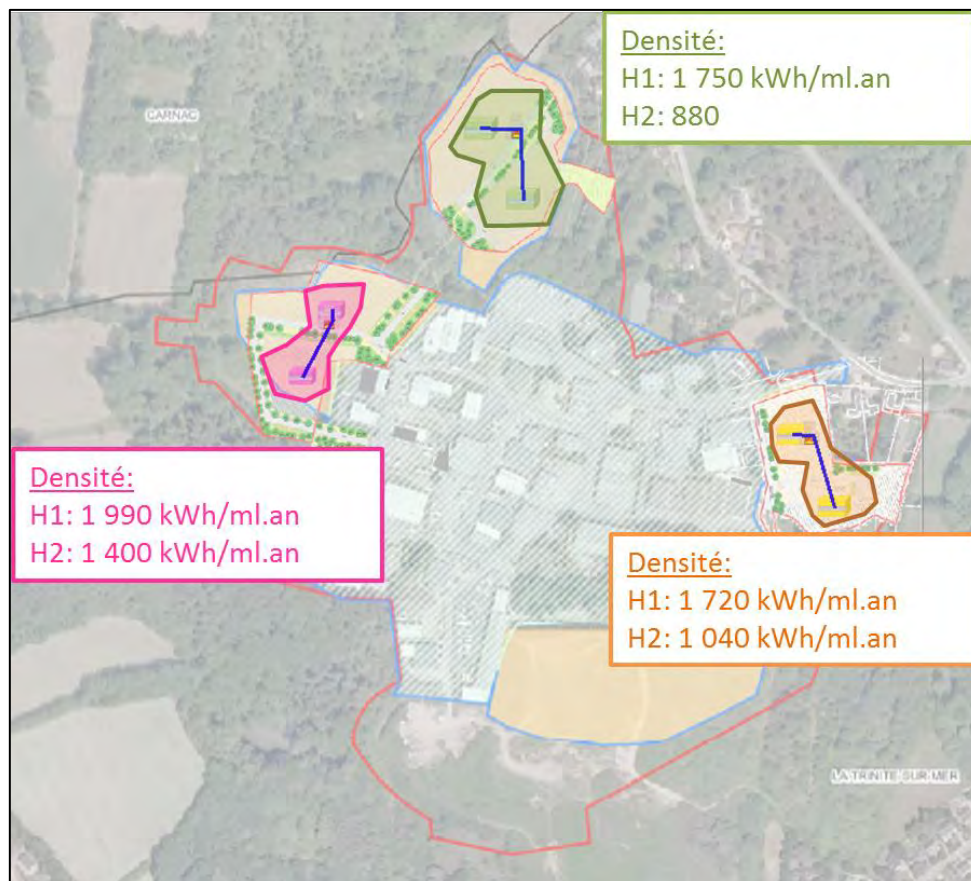 Densité:
H1: 1 750 kWh/ml.an
H2: 880
CARNAC
Densité:
H1: 1 990 kWh/ml.an
H2: 1 400 kWh/ml.an
Densité:
H1: 1 720 kWh/ml.an
H2: 1 040 kWh/ml.an
LA TRINITE SUR MER